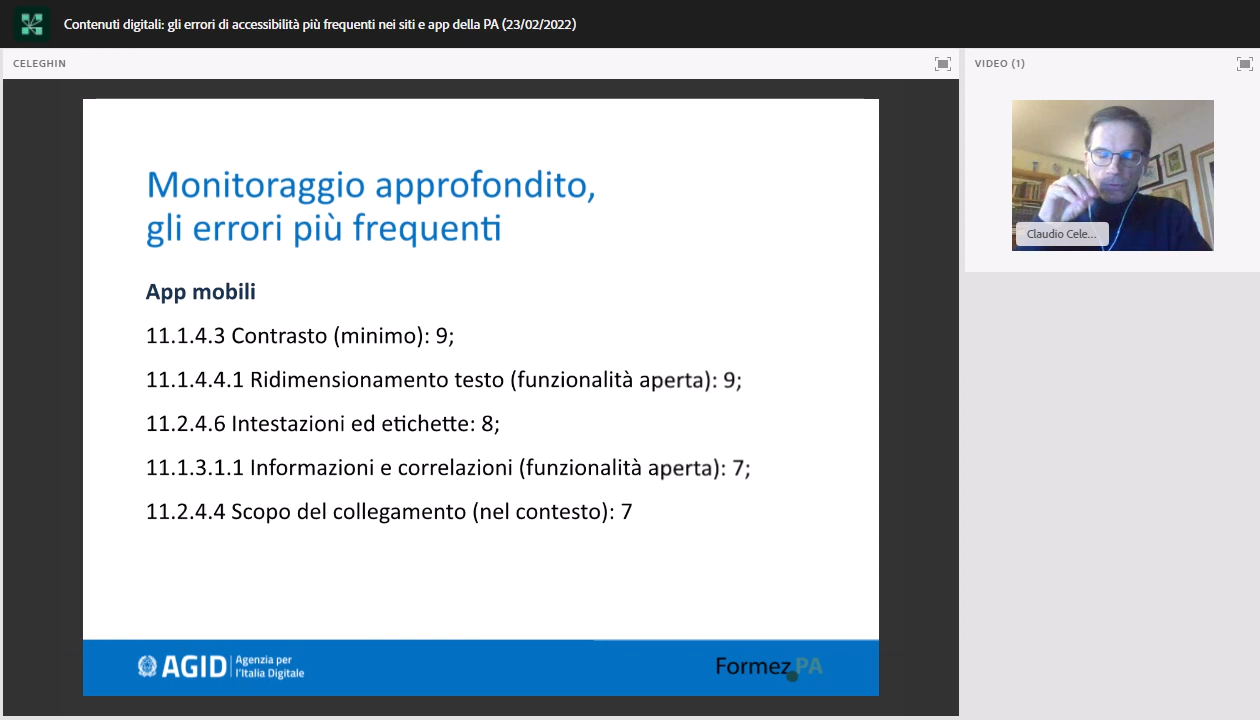 Contenuti digitali: gli errori di accessibilità più frequenti nei siti e app della PA (23/02/2022)
CELEGHIN
VIDEO (1)
Monitoraggio approfondito,
gli errori più frequenti
App mobili
11.1.4.3 Contrasto (minimo): 9;
11.1.4.4.1 Ridimensionamento testo (funzionalità aperta): 9;
11.2.4.6 Intestazioni ed etichette: 8;
11.1.3.1.1 Informazioni e correlazioni (funzionalità aperta): 7;
11.2.4.4 Scopo del collegamento (nel contesto): 7
Claudio Cele...
AGID Agenzia per
l'Italia Digitale
Formez PA